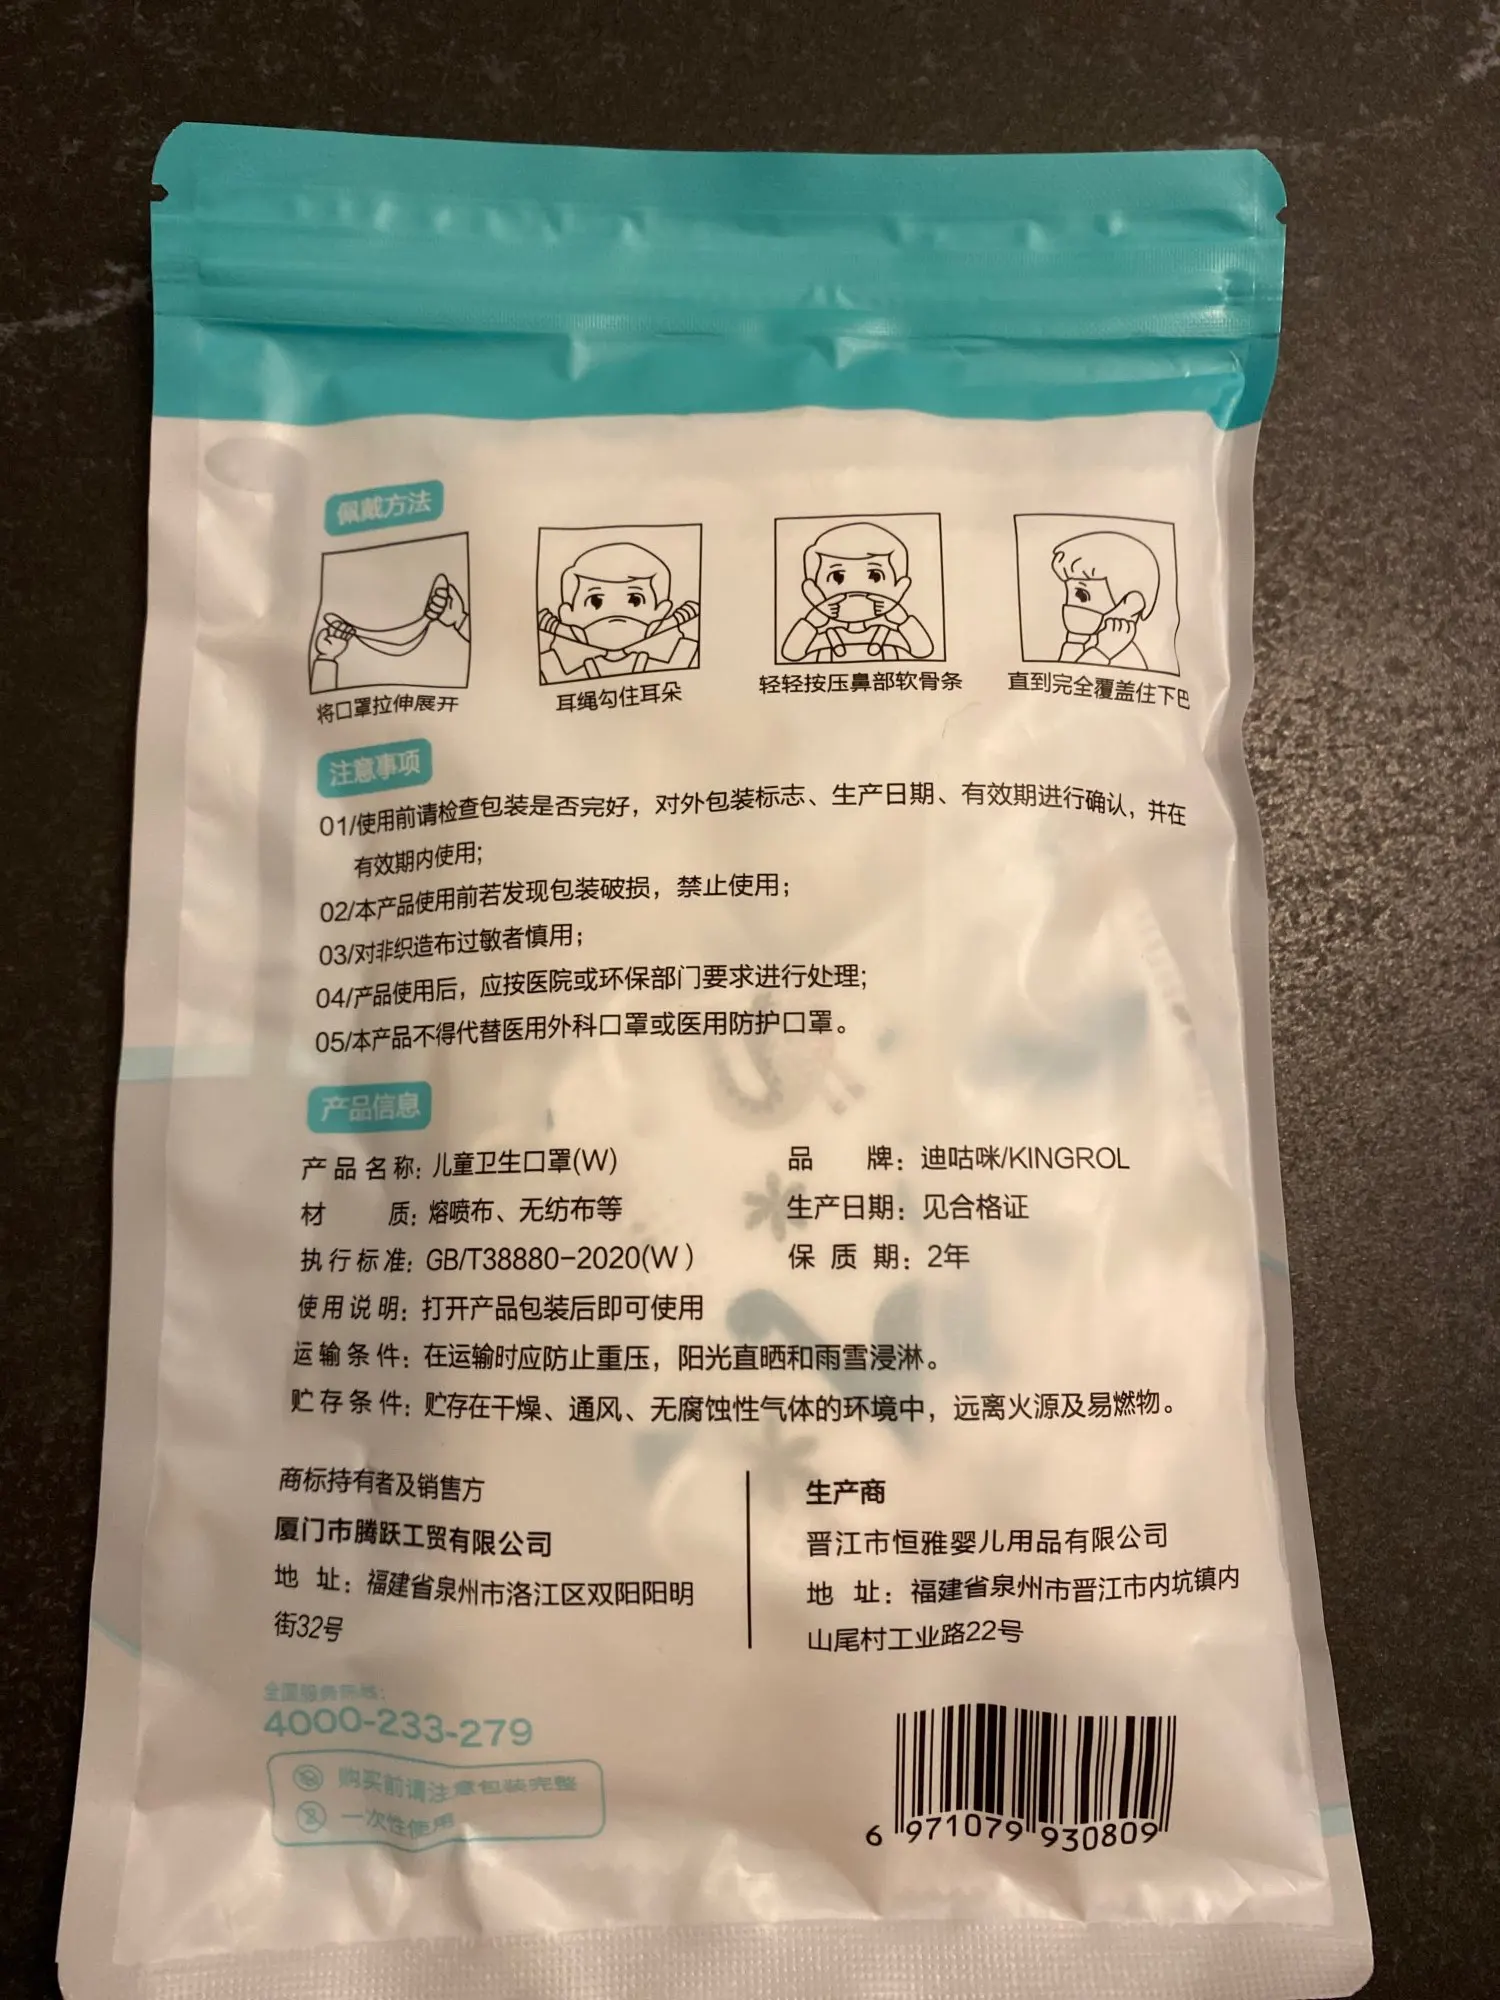 佩戴方法
将口罩拉伸展开
耳绳勾住耳朵
轻轻按压鼻部软骨条
直到完全覆盖住下巴
注意事项
01/使用前请检查包装是否完好，对外包装标志、生产日期、有效期进行确认，并在
有效期内使用；
02/本产品使用前若发现包装破损，禁止使用；
03/对非织造布过敏者慎用；
04/产品使用后，应按医院或环保部门要求进行处理；
05/本产品不得代替医用外科口罩或医用防护口罩。
产品信息
产品名称：儿童卫生口罩(W)
品 牌：迪咕咪/KINGROL
材 质：熔喷布、无纺布等
生产日期：见合格证
执行标准：GB/T38880-2020(W)
保 质 期：2年
使用说明：打开产品包装后即可使用
运输条件：在运输时应防止重压，阳光直晒和雨雪浸淋。
贮存条件：贮存在干燥、通风、无腐蚀性气体的环境中，远离火源及易燃物。
商标持有者及销售方
厦门市腾跃工贸有限公司
地 址：福建省泉州市洛江区双阳阳明
街32号
生产商
晋江市恒雅婴儿用品有限公司
地 址：福建省泉州市晋江市内坑镇内
山尾村工业路22号
全国服务热线：
4000-233-279
购买前请注意包装完整
一次性使用
6 971079 930809